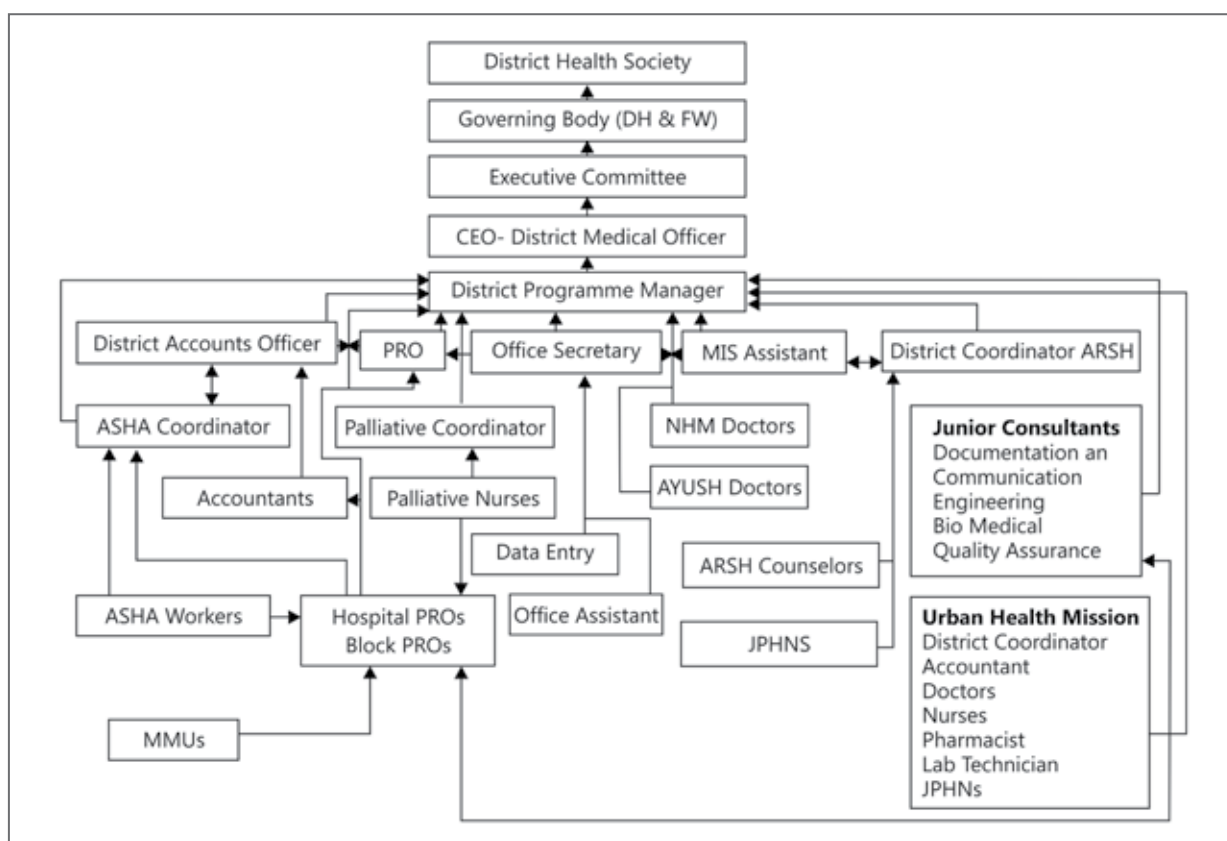 District Health Society
Governing Body (DH & FW)
Executive Committee
CEO- District Medical Officer
District Programme Manager
District Accounts Officer
PRO
Office Secretary
MIS Assistant
District Coordinator ARSH
ASHA Coordinator
Palliative Coordinator
NHM Doctors
Accountants
Palliative Nurses
AYUSH Doctors
Data Entry
ARSH Counselors
ASHA Workers
Hospital PROs
Block PROs
Office Assistant
JPHNS
MMUs
Junior Consultants
Documentation an
Communication
Engineering
Bio Medical
Quality Assurance
Urban Health Mission
District Coordinator
Accountant
Doctors
Nurses
Pharmacist
Lab Technician
JPHNs